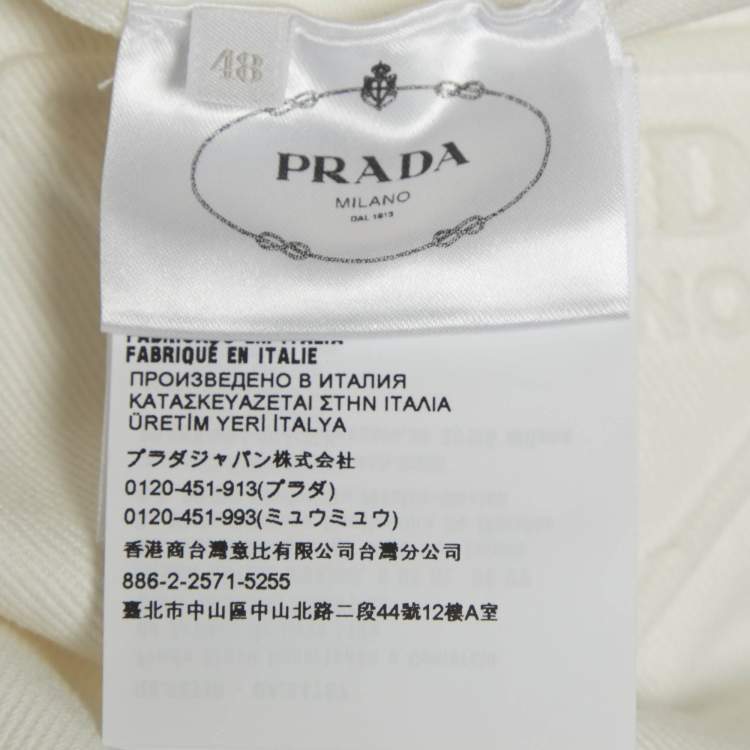 48
PRADA
MILANO
DAL 1913
FABRIQUÉ EN ITALIE
ПРОИЗВЕДЕНО В ИТАЛИЯ
ΚΑΤΑΣΚΕΥΑΖΕΤΑΙ ΣΤΗΝ ΙΤΑΛΙΑ
ÜRETİM YERİ İTALYA
プラダジャパン株式会社
0120-451-913(プラダ)
0120-451-993(ミュウミュウ)
香港商台灣意比有限公司台灣分公司
886-2-2571-5255
臺北市中山區中山北路二段44號12樓A室